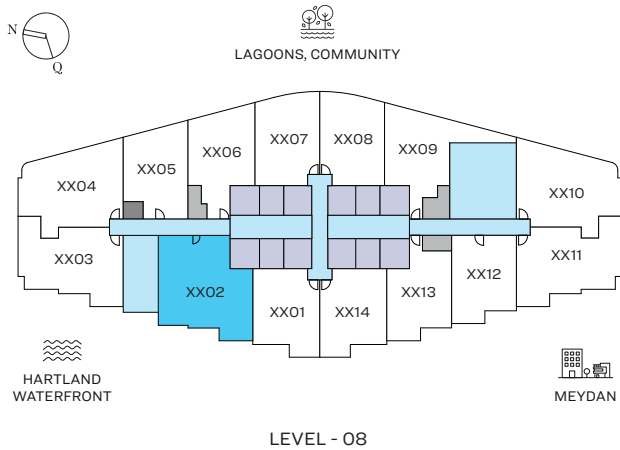 N
Q
LAGOONS, COMMUNITY
XX07
XX08
XX06
XX09
XX05
XX04
XX10
XX03
XX11
XX12
XX02
XX13
XX01
XX14
HARTLAND
WATERFRONT
MEYDAN
LEVEL - 08